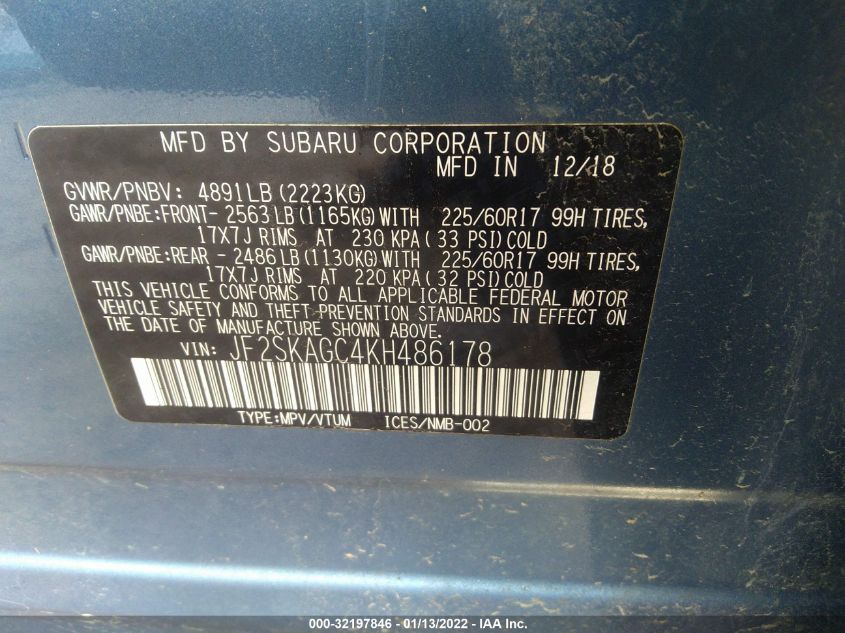 MFD BY SUBARU CORPORATION
MFD IN 12/18
GVWR/PNBV: 4891LB(2223KG)
GAWR/PNBE:FRONT- 2563LB(1165KG)WITH 225/60R17 99H TIRES,
17X7J RIMS AT 230 KPA(33 PSI)COLD
GAWR/PNBE:REAR - 2486LB(1130KG)WITH 225/60R17 99H TIRES,
17X7J RIMS AT 220 KPA(32 PSI)COLD
THIS VEHICLE CONFORMS TO ALL APPLICABLE FEDERAL MOTOR
VEHICLE SAFETY AND THEFT PREVENTION STANDARDS IN EFFECT ON
THE DATE OF MANUFACTURE SHOWN ABOVE.
VIN: JF2SKAGC4KH486178
TYPE:MPV/VTUM ICES/NMB-002
000-32197846 - 01/13/2022 - IAA Inc.